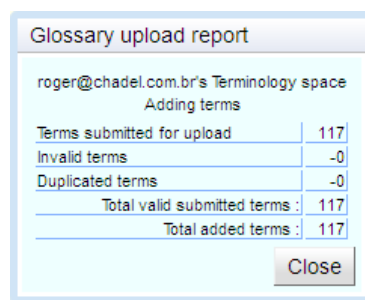 Glossary upload report
roger@chadel.com.br's Terminology space
Adding terms
Terms submitted for upload 117
Invalid terms -0
Duplicated terms -0
Total valid submitted terms : 117
Total added terms : 117
Close